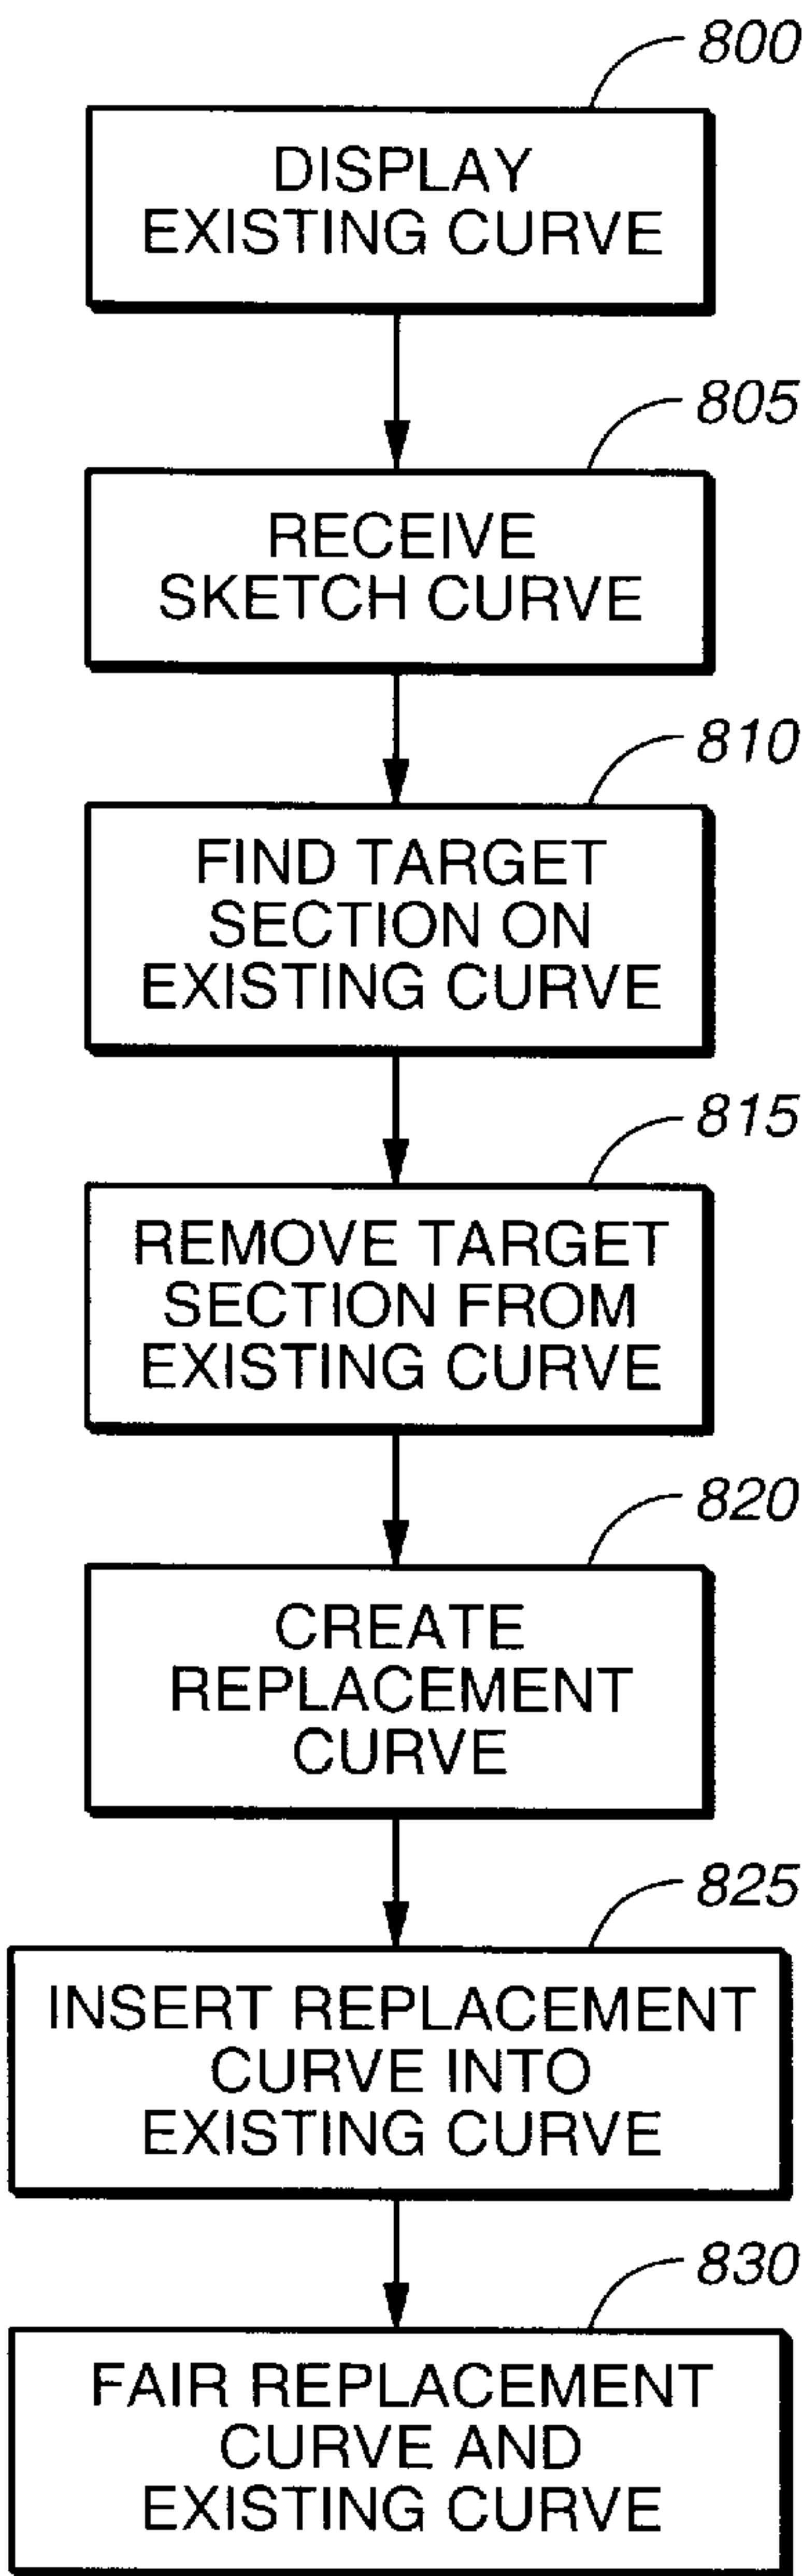 800
DISPLAY
EXISTING CURVE
805
RECEIVE
SKETCH CURVE
810
FIND TARGET
SECTION ON
EXISTING CURVE
815
REMOVE TARGET
SECTION FROM
EXISTING CURVE
820
CREATE
REPLACEMENT
CURVE
825
INSERT REPLACEMENT
CURVE INTO
EXISTING CURVE
830
FAIR REPLACEMENT
CURVE AND
EXISTING CURVE